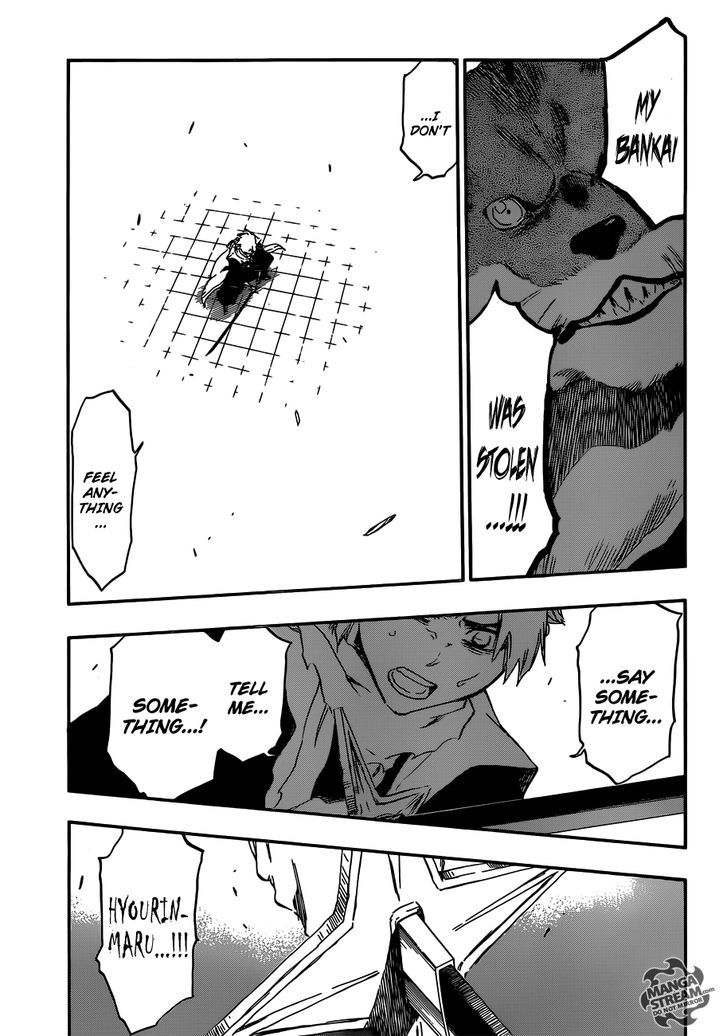 MY
BANKAI
WAS
STOLEN
...!!!
...I
DON'T
FEEL
ANY-
THING
...
...SAY
SOME-
THING...
TELL
ME...
SOME-
THING...!
HYOURIN-
MARU...!!!
MANGA
STREAM.com
DO NOT MIRROR